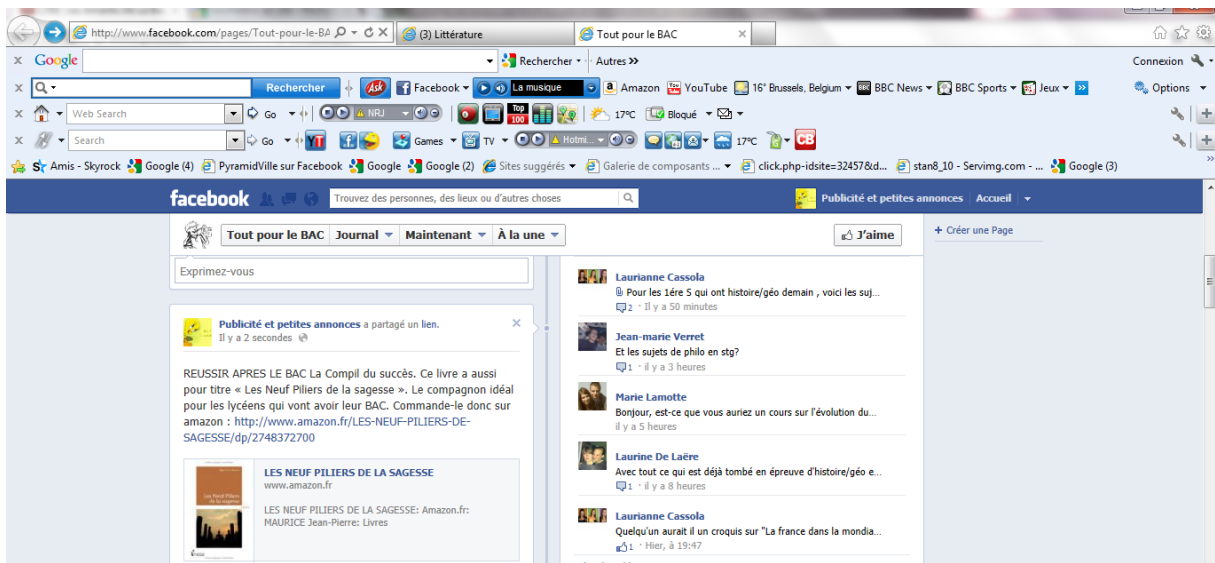 http://www.facebook.com/pages/Tout-pour-le-BA
(3) Littérature
Tout pour le BAC
x Google
Rechercher
Autres >>
Connexion
Rechercher
Ask
Facebook
La musique
Amazon
YouTube
16° Brussels, Belgium
BBC News
BBC Sports
Jeux
Options
Web Search
Go
NRJ
Top 100
17°C
Bloqué
Search
Go
Games
TV
Hotmi...
17°C
CB
Amis - Skyrock
Google (4)
PyramidVille sur Facebook
Google
Google (2)
Sites suggérés
Galerie de composants ...
click.php-idsite=32457&d...
stan8_10 - Servimg.com - ...
Google (3)
facebook
Trouvez des personnes, des lieux ou d'autres choses
Publicité et petites annonces
Accueil
Tout pour le BAC
Journal
Maintenant
À la une
J'aime
+ Créer une Page
Exprimez-vous
Publicité et petites annonces a partagé un lien.
Il y a 2 secondes
REUSSIR APRES LE BAC La Compil du succès. Ce livre a aussi
pour titre « Les Neuf Piliers de la sagesse ». Le compagnon idéal
pour les lycéens qui vont avoir leur BAC. Commande-le donc sur
amazon : http://www.amazon.fr/LES-NEUF-PILIERS-DE-
SAGESSE/dp/2748372700
Les Neuf Piliers
de la sagesse
LES NEUF PILIERS DE LA SAGESSE
www.amazon.fr
LES NEUF PILIERS DE LA SAGESSE: Amazon.fr:
MAURICE Jean-Pierre: Livres
Laurianne Cassola
Pour les 1ére S qui ont histoire/géo demain , voici les suj...
2 · Il y a 50 minutes
Jean-marie Verret
Et les sujets de philo en stg?
1 · il y a 3 heures
Marie Lamotte
Bonjour, est-ce que vous auriez un cours sur l'évolution du...
il y a 5 heures
Laurine De Laëre
Avec tout ce qui est déjà tombé en épreuve d'histoire/géo e...
1 · il y a 8 heures
Laurianne Cassola
Quelqu'un aurait il un croquis sur "La france dans la mondia...
1 · Hier, à 19:47